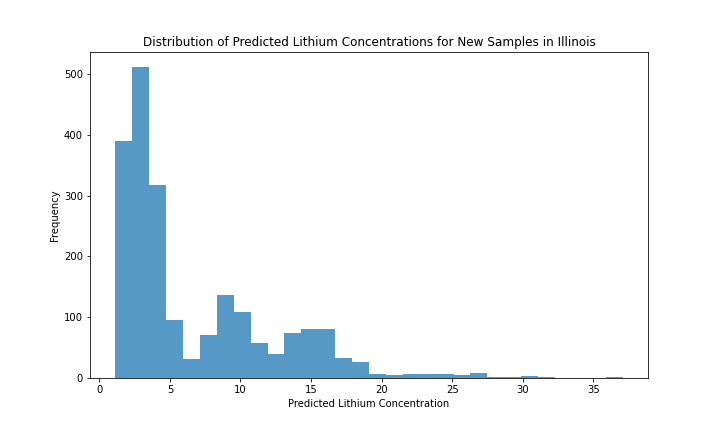 Distribution of Predicted Lithium Concentrations for New Samples in Illinois
500
400
300
200
100
0
Frequency
0 5 10 15 20 25 30 35
Predicted Lithium Concentration